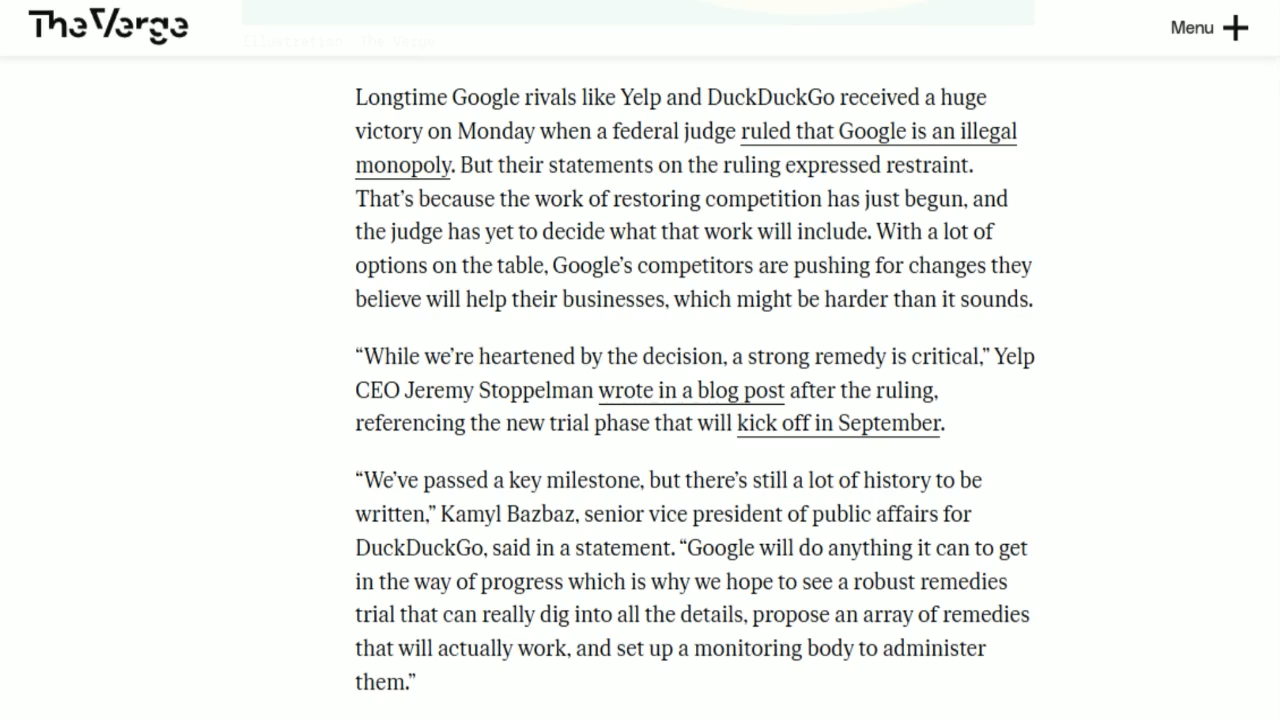 The Verge
Menu
Illustration: The Verge
Longtime Google rivals like Yelp and DuckDuckGo received a huge
victory on Monday when a federal judge ruled that Google is an illegal
monopoly. But their statements on the ruling expressed restraint.
That’s because the work of restoring competition has just begun, and
the judge has yet to decide what that work will include. With a lot of
options on the table, Google’s competitors are pushing for changes they
believe will help their businesses, which might be harder than it sounds.
“While we’re heartened by the decision, a strong remedy is critical,” Yelp
CEO Jeremy Stoppelman wrote in a blog post after the ruling,
referencing the new trial phase that will kick off in September.
“We’ve passed a key milestone, but there’s still a lot of history to be
written,” Kamyl Bazbaz, senior vice president of public affairs for
DuckDuckGo, said in a statement. “Google will do anything it can to get
in the way of progress which is why we hope to see a robust remedies
trial that can really dig into all the details, propose an array of remedies
that will actually work, and set up a monitoring body to administer
them.”